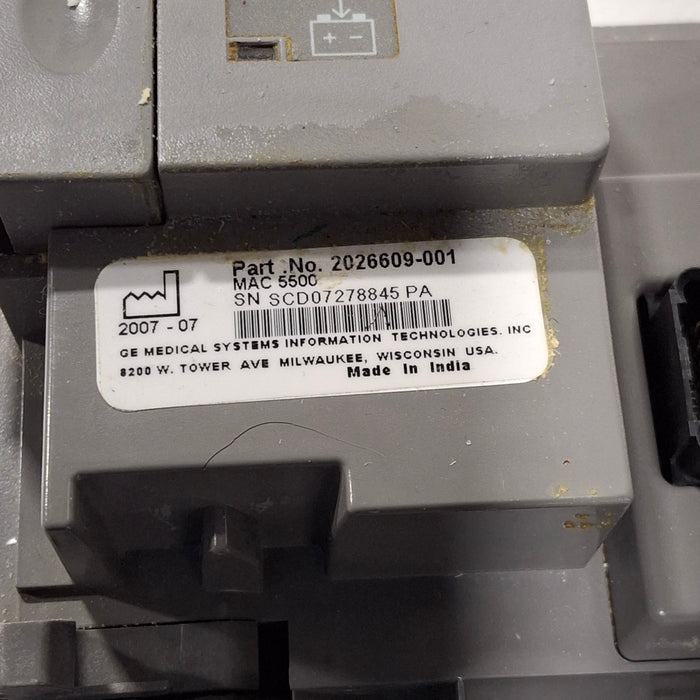 Part .No. 2026609-001
MAC 5500
SN SCD07278845 PA
2007 - 07
GE MEDICAL SYSTEMS INFORMATION TECHNOLOGIES. INC
8200 W. TOWER AVE MILWAUKEE, WISCONSIN USA.
Made In India